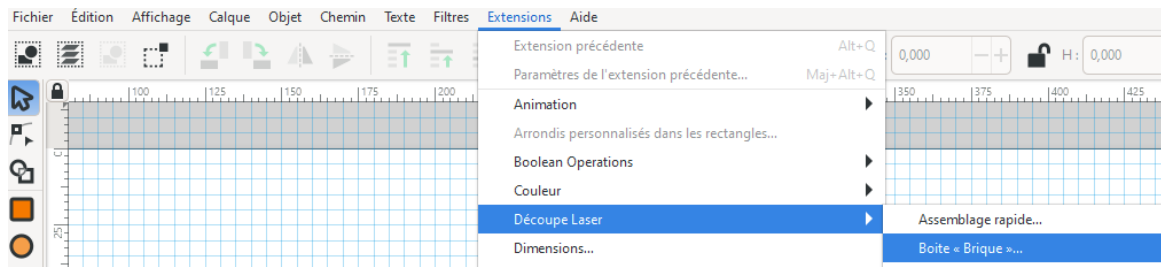 Fichier Édition Affichage Calque Objet Chemin Texte Filtres Extensions Aide
Extension précédente Alt+Q
0,000 H: 0,000
Paramètres de l'extension précédente... Maj+Alt+Q
100 125 150 175 200 350 375 400 425
Animation
Arrondis personnalisés dans les rectangles...
0
Boolean Operations
Couleur
Découpe Laser Assemblage rapide...
25
Dimensions... Boite « Brique »...